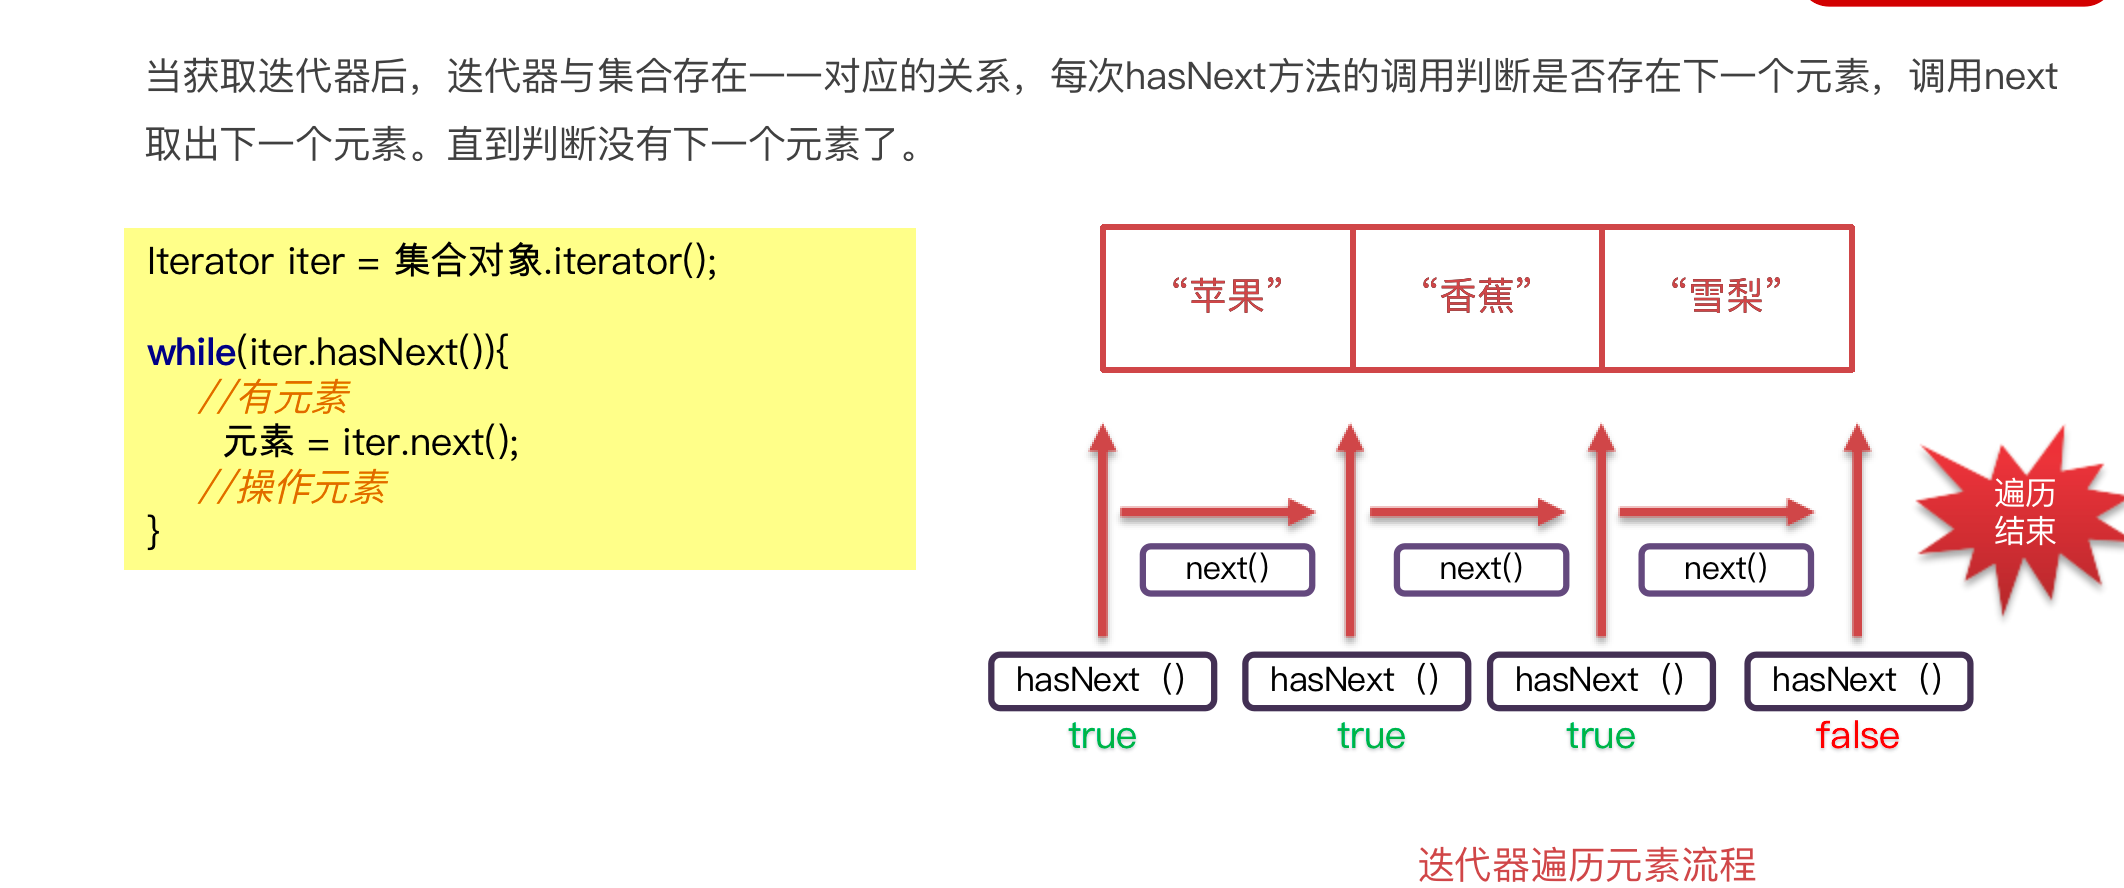 当获取迭代器后，迭代器与集合存在一一对应的关系，每次hasNext方法的调用判断是否存在下一个元素，调用next
取出下一个元素。直到判断没有下一个元素了。
Iterator iter = 集合对象.iterator();
while(iter.hasNext()){
//有元素
元素 = iter.next();
//操作元素
}
“苹果” “香蕉” “雪梨”
遍历
结束
next() next() next()
hasNext () hasNext () hasNext () hasNext ()
true true true false
迭代器遍历元素流程